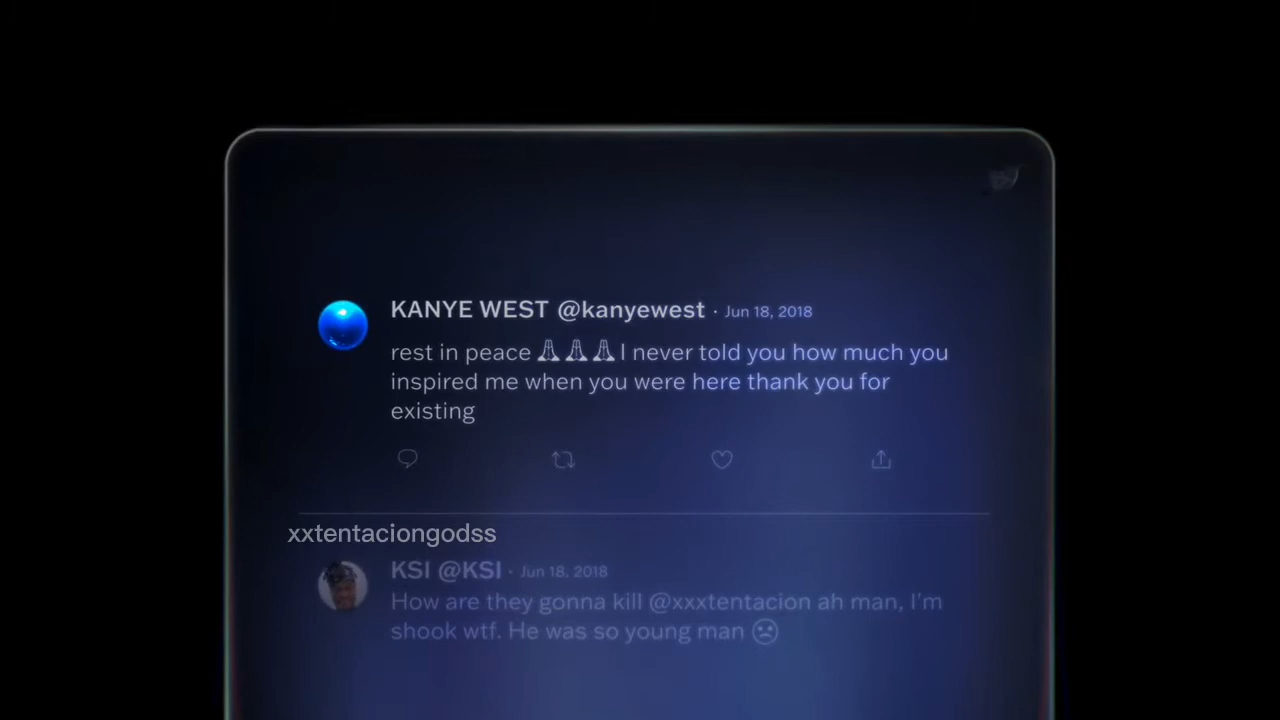 KANYE WEST @kanyewest · Jun 18, 2018
rest in peace 🙏🙏🙏 I never told you how much you
inspired me when you were here thank you for
existing
xxtentaciongodss
KSI @KSI · Jun 18, 2018
How are they gonna kill @xxxtentacion ah man, I'm
shook wtf. He was so young man ☹